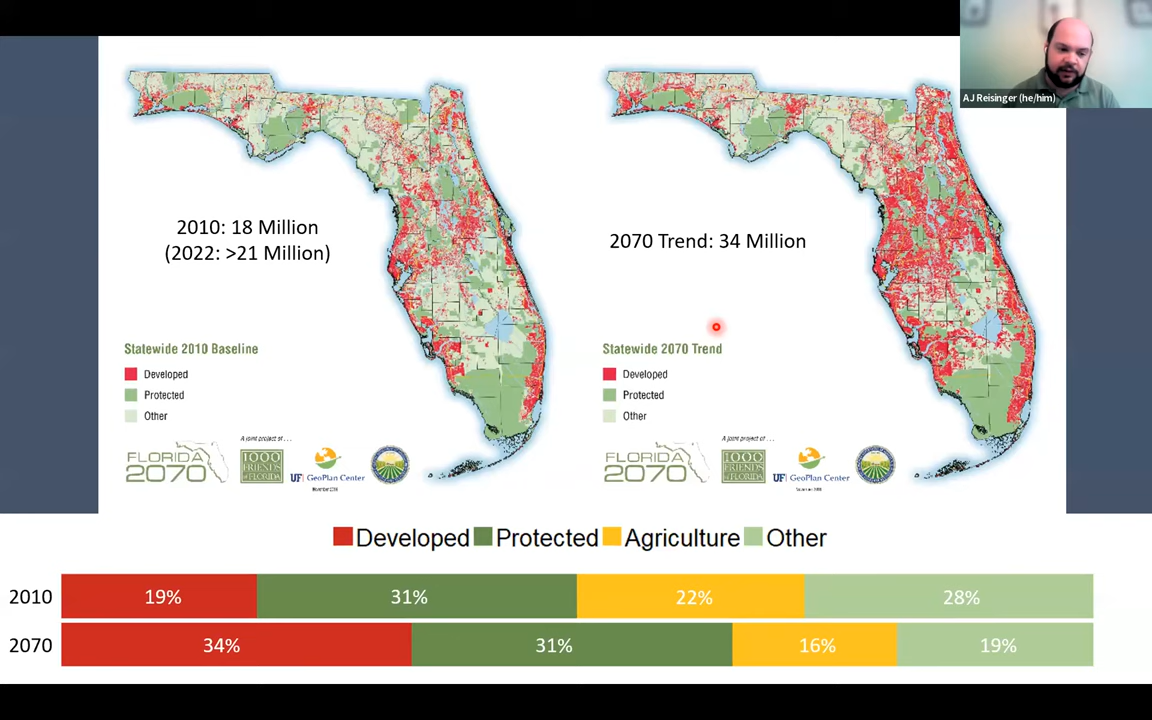 AJ Reisinger (he/him)
2010: 18 Million
(2022: >21 Million)
2070 Trend: 34 Million
Statewide 2010 Baseline
Developed
Protected
Other
A joint project of . . .
FLORIDA
2070
1000
FRIENDS
OF FLORIDA
UF GeoPlan Center
Statewide 2070 Trend
Developed
Protected
Other
A joint project of . . .
FLORIDA
2070
1000
FRIENDS
OF FLORIDA
UF GeoPlan Center
Developed Protected Agriculture Other
2010 19% 31% 22% 28%
2070 34% 31% 16% 19%